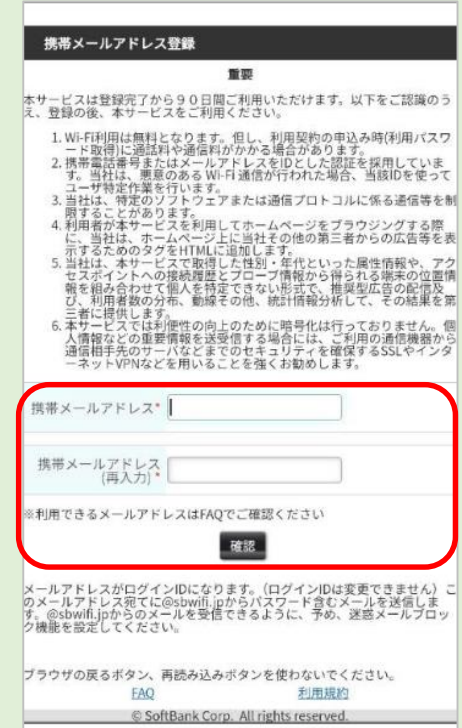 携帯メールアドレス登録
重要
本サービスは登録完了から９０日間ご利用いただけます。以下をご認識のう
え、登録の後、本サービスをご利用ください。
1. Wi-Fi利用は無料となります。但し、利用契約の申込み時(利用パスワ
ード取得)に通話料や通信料がかかる場合があります。
2. 携帯電話番号またはメールアドレスをIDとした認証を採用していま
す。当社は、悪意のある Wi-Fi 通信が行われた場合、当該IDを使って
ユーザ特定作業を行います。
3. 当社は、特定のソフトウェアまたは通信プロトコルに係る通信等を制
限することがあります。
4. 利用者が本サービスを利用してホームページをブラウジングする際
に、当社は、ホームページ上に当社その他の第三者からの広告等を表
示するためのタグをHTMLに追加します。
5. 当社は、本サービスで取得した性別・年代といった属性情報や、アク
セスポイントへの接続履歴とプローブ情報から得られる端末の位置情
報を組み合わせて個人を特定できない形式で、推奨型広告の配信及
び、利用者数の分布、動線その他、統計情報分析して、その結果を第
三者に提供します。
6. 本サービスでは利便性の向上のために暗号化は行っておりません。個
人情報などの重要情報を送受信する場合には、ご利用の通信機器から
通信相手先のサーバなどまでのセキュリティを確保するSSLやインタ
ーネットVPNなどを用いることを強くお勧めします。
携帯メールアドレス*
携帯メールアドレス
(再入力) *
※利用できるメールアドレスはFAQでご確認ください
確認
メールアドレスがログインIDになります。（ログインIDは変更できません）こ
のメールアドレス宛てに@sbwifi.jpからパスワード含むメールを送信しま
す。@sbwifi.jpからのメールを受信できるように、予め、迷惑メールブロッ
ク機能を設定してください。
ブラウザの戻るボタン、再読み込みボタンを使わないでください。
FAQ 利用規約
© SoftBank Corp. All rights reserved.